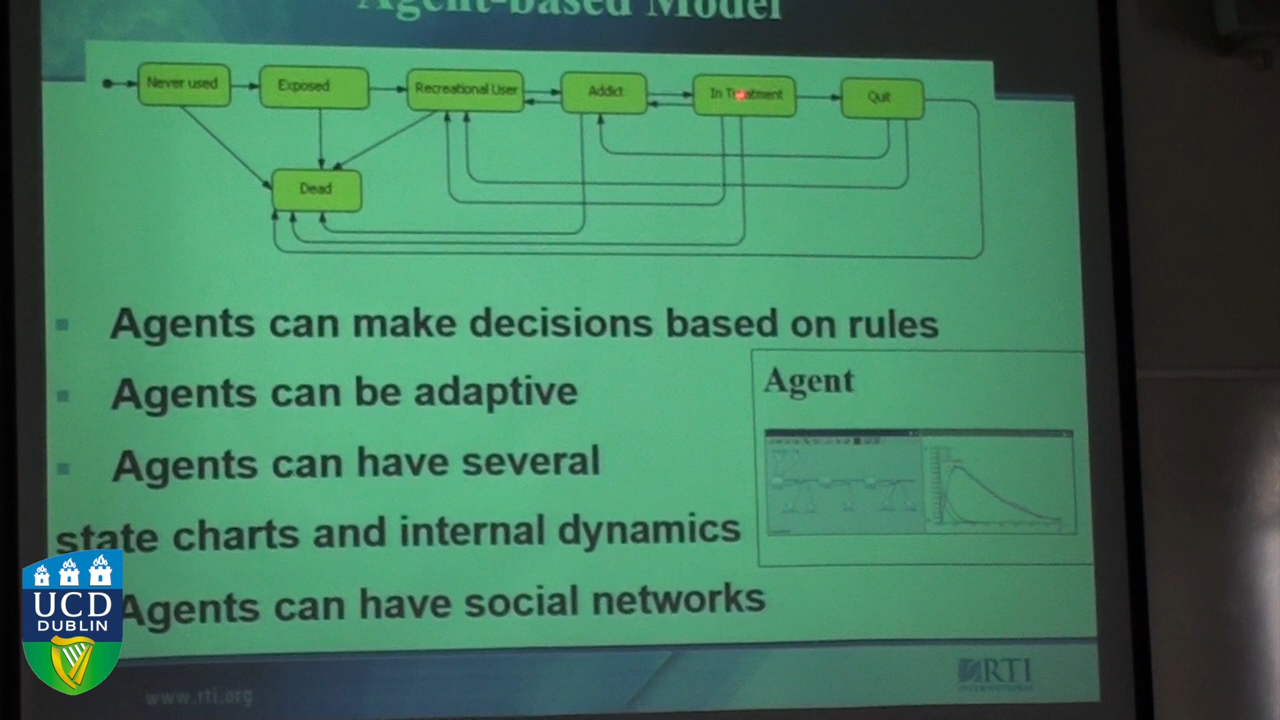 Agent-based Model
Never used
Exposed
Recreational User
Addict
In Treatment
Quit
Dead
Agents can make decisions based on rules
Agents can be adaptive
Agents can have several
state charts and internal dynamics
Agents can have social networks
Agent
UCD
DUBLIN
www.rti.org
RTI
INTERNATIONAL